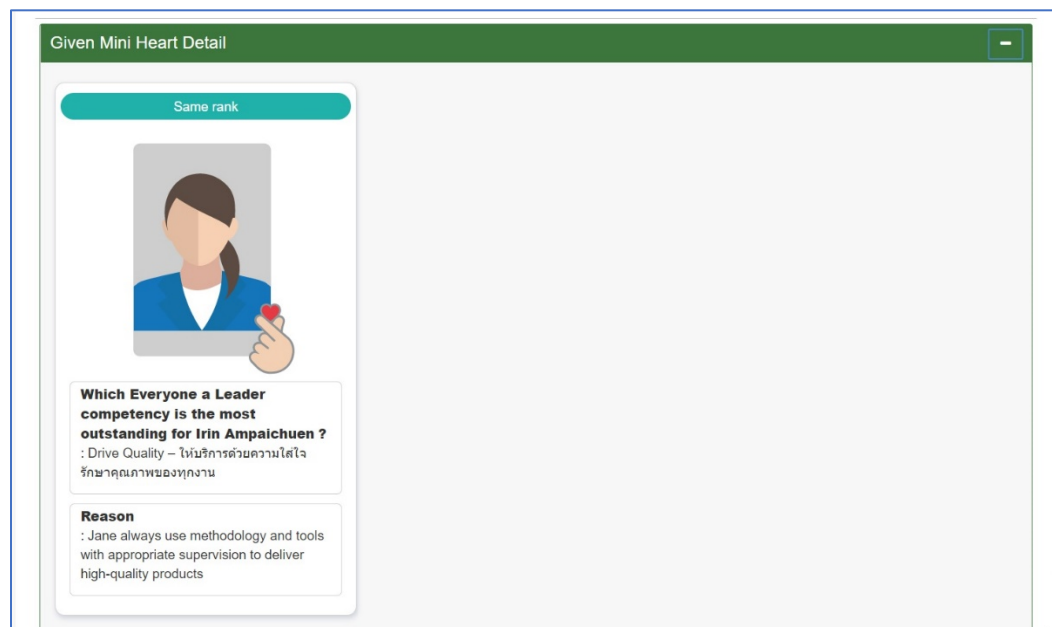 Given Mini Heart Detail
Same rank
Which Everyone a Leader
competency is the most
outstanding for Irin Ampaichuen ?
: Drive Quality – ให้บริการด้วยความใส่ใจ
รักษาคุณภาพของทุกงาน
Reason
: Jane always use methodology and tools
with appropriate supervision to deliver
high-quality products